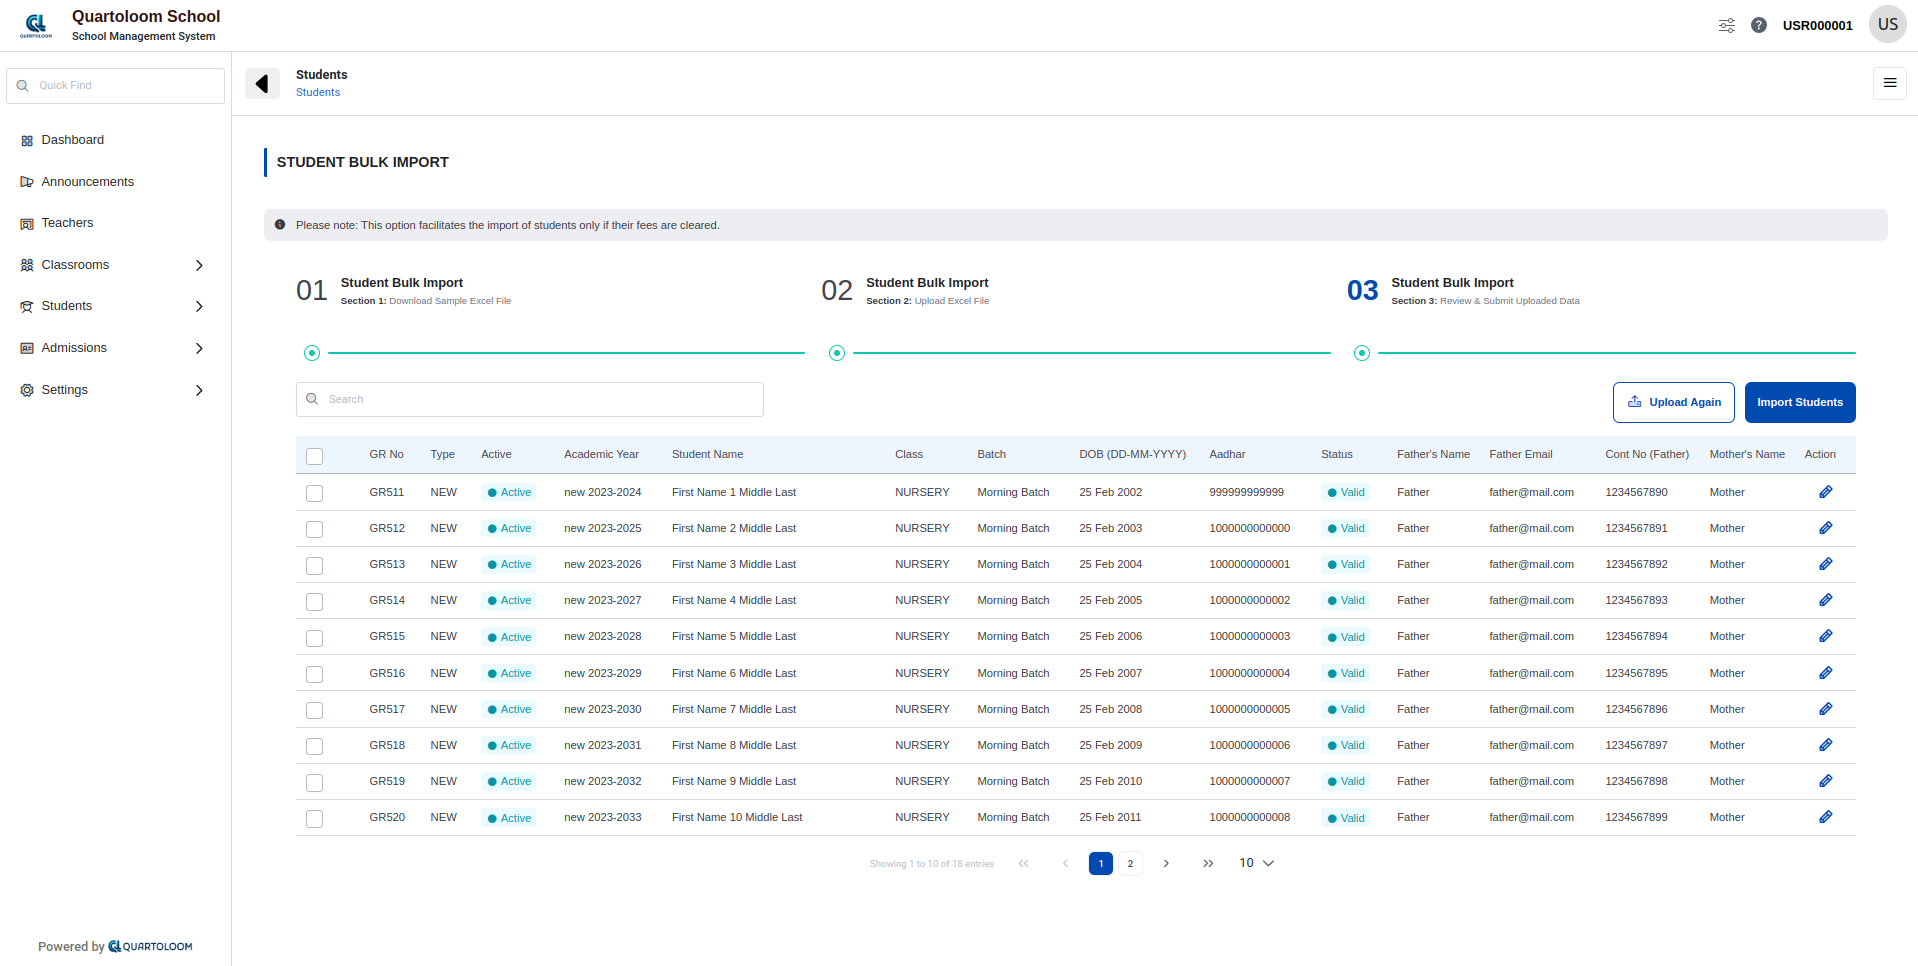 Quartoloom School
School Management System
QUARTOLOOM
USR000001
US
Quick Find
Dashboard
Announcements
Teachers
Classrooms
Students
Admissions
Settings
Powered by QUARTOLOOM
Students
Students
STUDENT BULK IMPORT
Please note: This option facilitates the import of students only if their fees are cleared.
01 Student Bulk Import
Section 1: Download Sample Excel File
02 Student Bulk Import
Section 2: Upload Excel File
03 Student Bulk Import
Section 3: Review & Submit Uploaded Data
Search
Upload Again
Import Students
GR No Type Active Academic Year Student Name Class Batch DOB (DD-MM-YYYY) Aadhar Status Father's Name Father Email Cont No (Father) Mother's Name Action
GR511 NEW Active new 2023-2024 First Name 1 Middle Last NURSERY Morning Batch 25 Feb 2002 999999999999 Valid Father father@mail.com 1234567890 Mother
GR512 NEW Active new 2023-2025 First Name 2 Middle Last NURSERY Morning Batch 25 Feb 2003 1000000000000 Valid Father father@mail.com 1234567891 Mother
GR513 NEW Active new 2023-2026 First Name 3 Middle Last NURSERY Morning Batch 25 Feb 2004 1000000000001 Valid Father father@mail.com 1234567892 Mother
GR514 NEW Active new 2023-2027 First Name 4 Middle Last NURSERY Morning Batch 25 Feb 2005 1000000000002 Valid Father father@mail.com 1234567893 Mother
GR515 NEW Active new 2023-2028 First Name 5 Middle Last NURSERY Morning Batch 25 Feb 2006 1000000000003 Valid Father father@mail.com 1234567894 Mother
GR516 NEW Active new 2023-2029 First Name 6 Middle Last NURSERY Morning Batch 25 Feb 2007 1000000000004 Valid Father father@mail.com 1234567895 Mother
GR517 NEW Active new 2023-2030 First Name 7 Middle Last NURSERY Morning Batch 25 Feb 2008 1000000000005 Valid Father father@mail.com 1234567896 Mother
GR518 NEW Active new 2023-2031 First Name 8 Middle Last NURSERY Morning Batch 25 Feb 2009 1000000000006 Valid Father father@mail.com 1234567897 Mother
GR519 NEW Active new 2023-2032 First Name 9 Middle Last NURSERY Morning Batch 25 Feb 2010 1000000000007 Valid Father father@mail.com 1234567898 Mother
GR520 NEW Active new 2023-2033 First Name 10 Middle Last NURSERY Morning Batch 25 Feb 2011 1000000000008 Valid Father father@mail.com 1234567899 Mother
Showing 1 to 10 of 18 entries 1 2 10